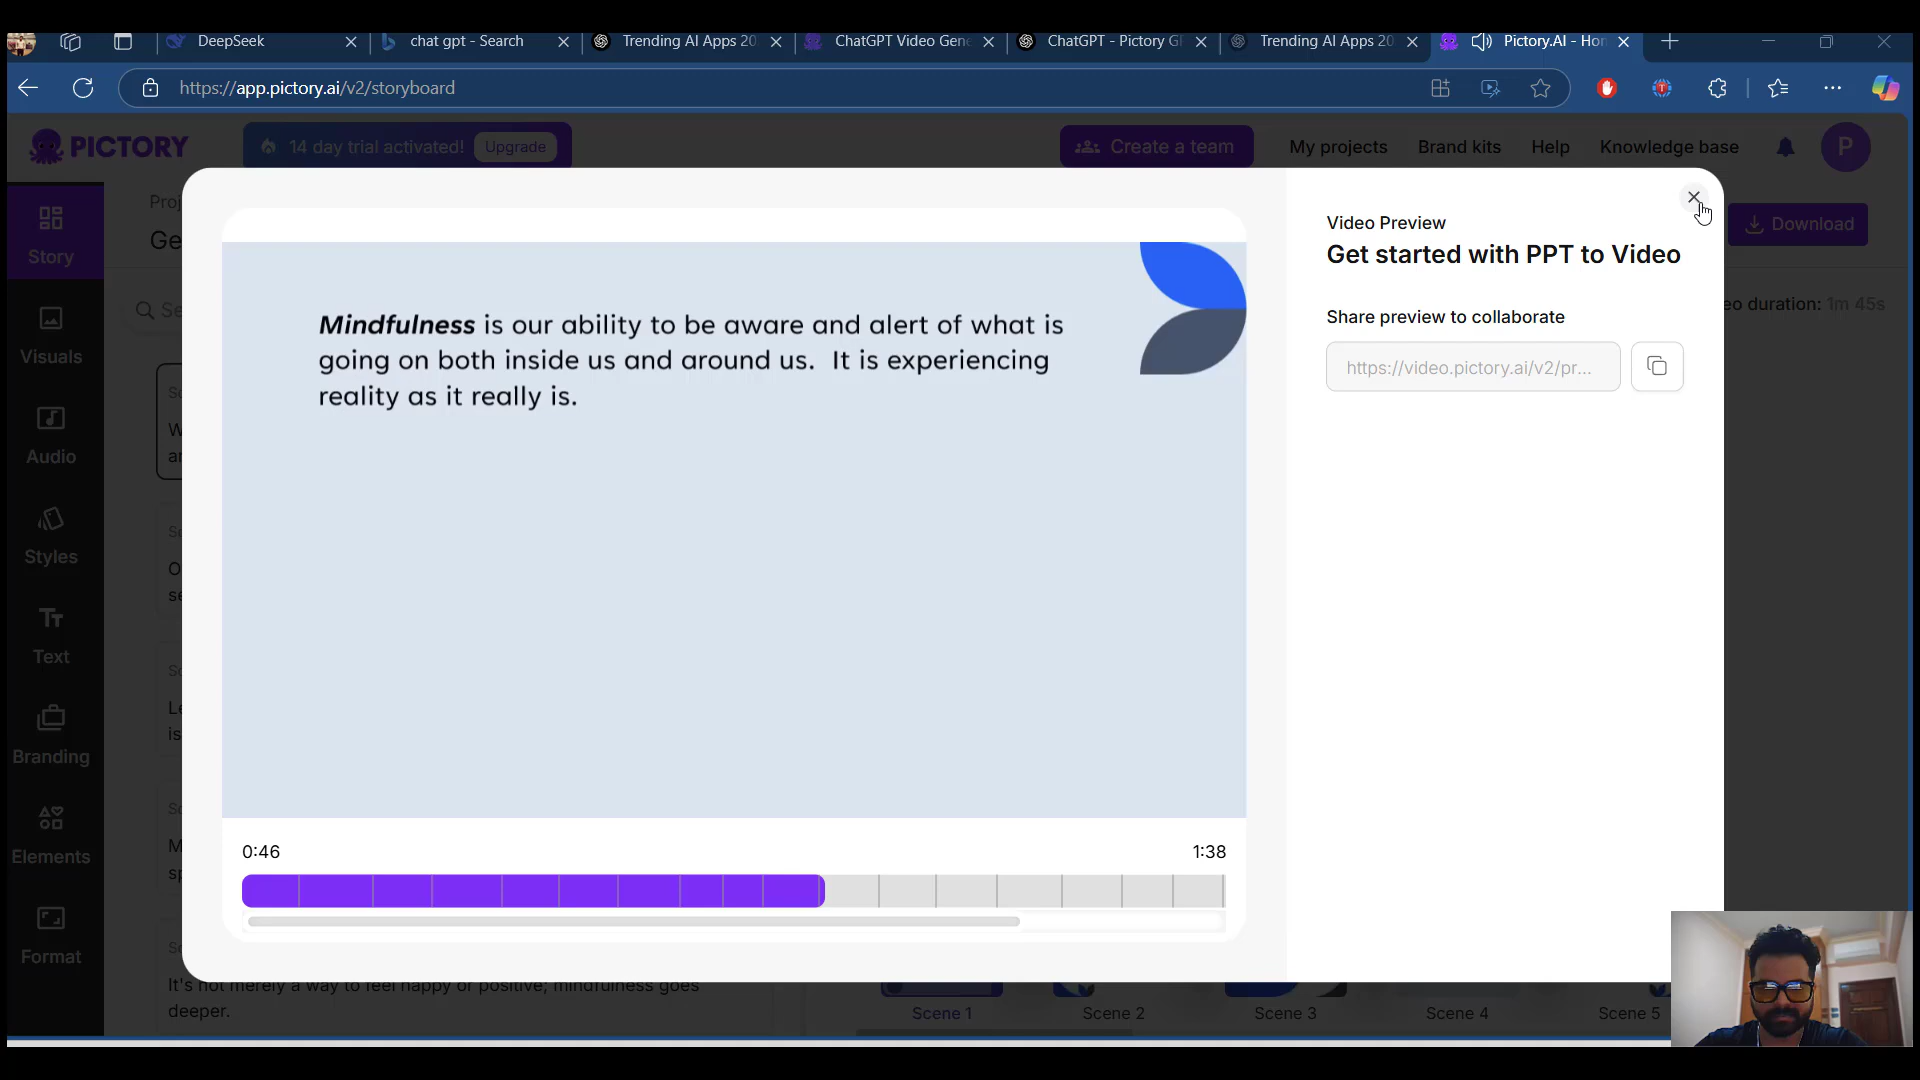 DeepSeek
chat gpt - Search
Trending AI Apps 20
ChatGPT Video Gene
ChatGPT - Pictory GF
Trending AI Apps 20
Pictory.AI - Hon
https://app.pictory.ai/v2/storyboard
PICTORY
14 day trial activated!
Upgrade
Create a team
My projects
Brand kits
Help
Knowledge base
P
Story
Visuals
Audio
Styles
Text
Branding
Elements
Format
Proj
Ge
Se
Download
eo duration: 1m 45s
Video Preview
Get started with PPT to Video
Share preview to collaborate
https://video.pictory.ai/v2/pr...
Mindfulness is our ability to be aware and alert of what is
going on both inside us and around us. It is experiencing
reality as it really is.
0:46
1:38
It's not merely a way to feel happy or positive; mindfulness goes
deeper.
Scene 1
Scene 2
Scene 3
Scene 4
Scene 5